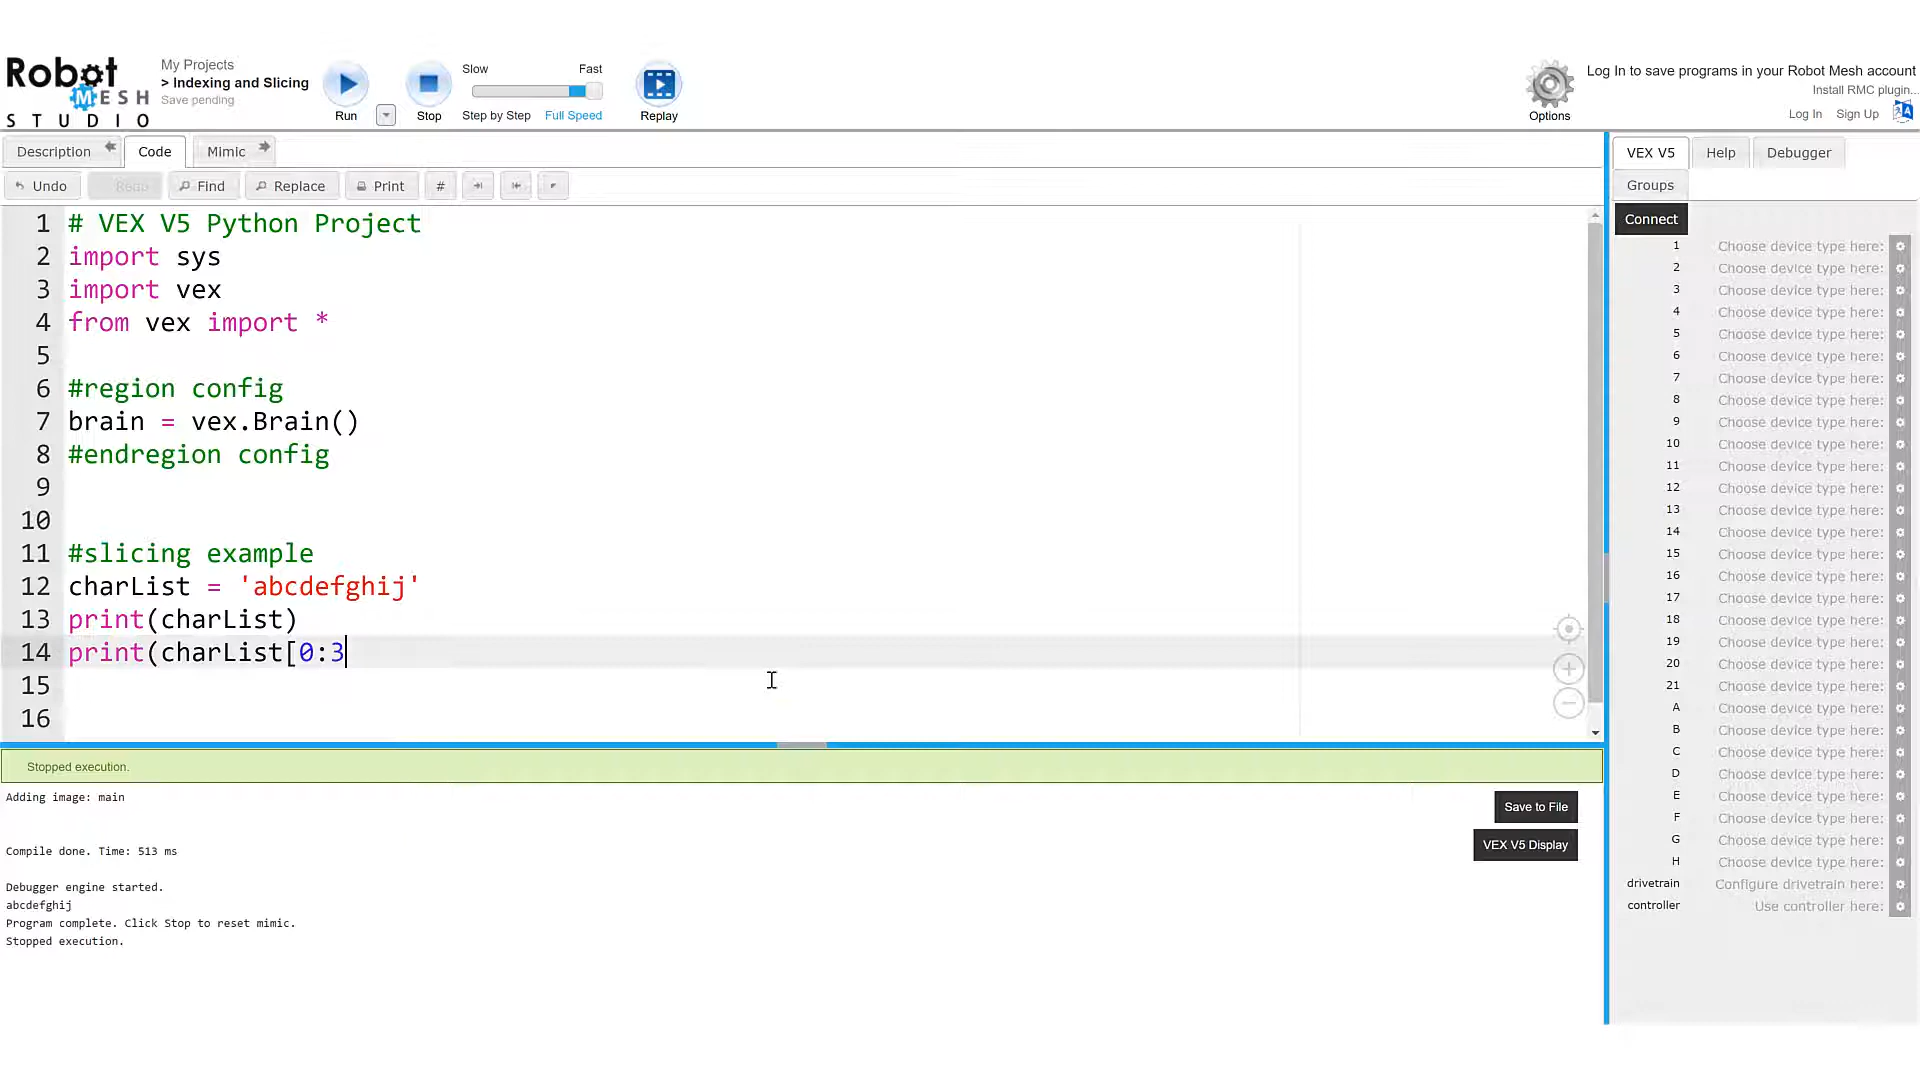 Robot
MESH
STUDIO
My Projects
> Indexing and Slicing
Save pending
Run
Stop
Slow
Fast
Step by Step
Full Speed
Replay
Options
Log In to save programs in your Robot Mesh account
Install RMC plugin...
Log In
Sign Up
Description
Code
Mimic
Undo
Redo
Find
Replace
Print
#
1 # VEX V5 Python Project
2 import sys
3 import vex
4 from vex import *
5
6 #region config
7 brain = vex.Brain()
8 #endregion config
9
10
11 #slicing example
12 charList = 'abcdefghij'
13 print(charList)
14 print(charList[0:3
15
16
Stopped execution.
Adding image: main
Compile done. Time: 513 ms
Debugger engine started.
abcdefghij
Program complete. Click Stop to reset mimic.
Stopped execution.
Save to File
VEX V5 Display
VEX V5
Help
Debugger
Groups
Connect
1 Choose device type here:
2 Choose device type here:
3 Choose device type here:
4 Choose device type here:
5 Choose device type here:
6 Choose device type here:
7 Choose device type here:
8 Choose device type here:
9 Choose device type here:
10 Choose device type here:
11 Choose device type here:
12 Choose device type here:
13 Choose device type here:
14 Choose device type here:
15 Choose device type here:
16 Choose device type here:
17 Choose device type here:
18 Choose device type here:
19 Choose device type here:
20 Choose device type here:
21 Choose device type here:
A Choose device type here:
B Choose device type here:
C Choose device type here:
D Choose device type here:
E Choose device type here:
F Choose device type here:
G Choose device type here:
H Choose device type here:
drivetrain Configure drivetrain here:
controller Use controller here: